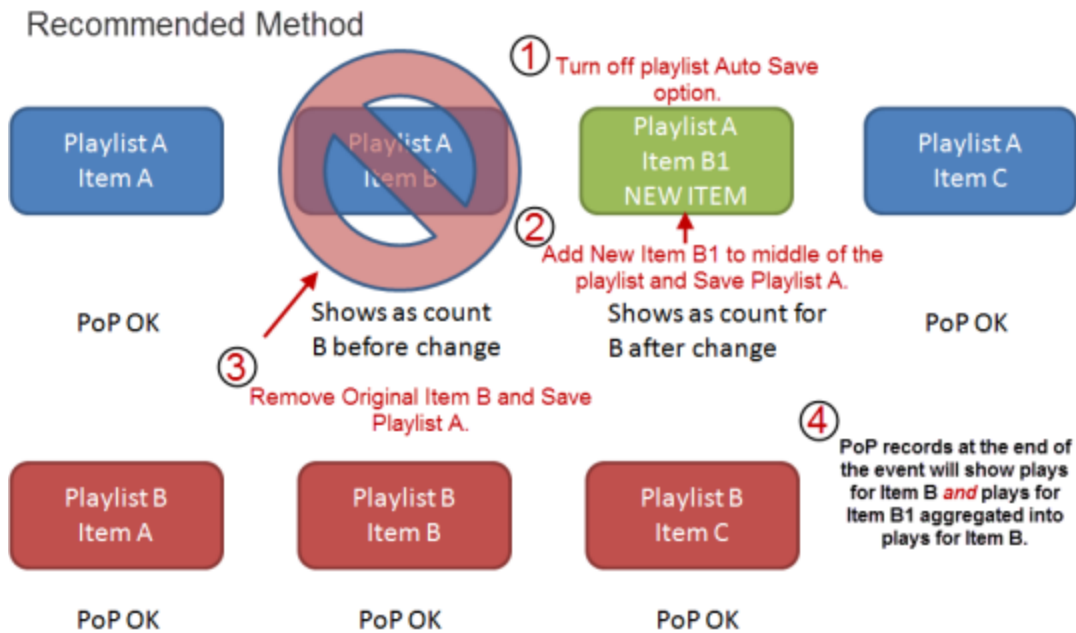 Recommended Method
1
Turn off playlist Auto Save
option.
Playlist A
Item A
Playlist A
Item B
Playlist A
Item B1
NEW ITEM
Playlist A
Item C
2
Add New Item B1 to middle of the
playlist and Save Playlist A.
PoP OK
Shows as count
B before change
Shows as count for
B after change
PoP OK
3
Remove Original Item B and Save
Playlist A.
4
PoP records at the end of
the event will show plays
for Item B and plays for
Item B1 aggregated into
plays for Item B.
Playlist B
Item A
Playlist B
Item B
Playlist B
Item C
PoP OK
PoP OK
PoP OK